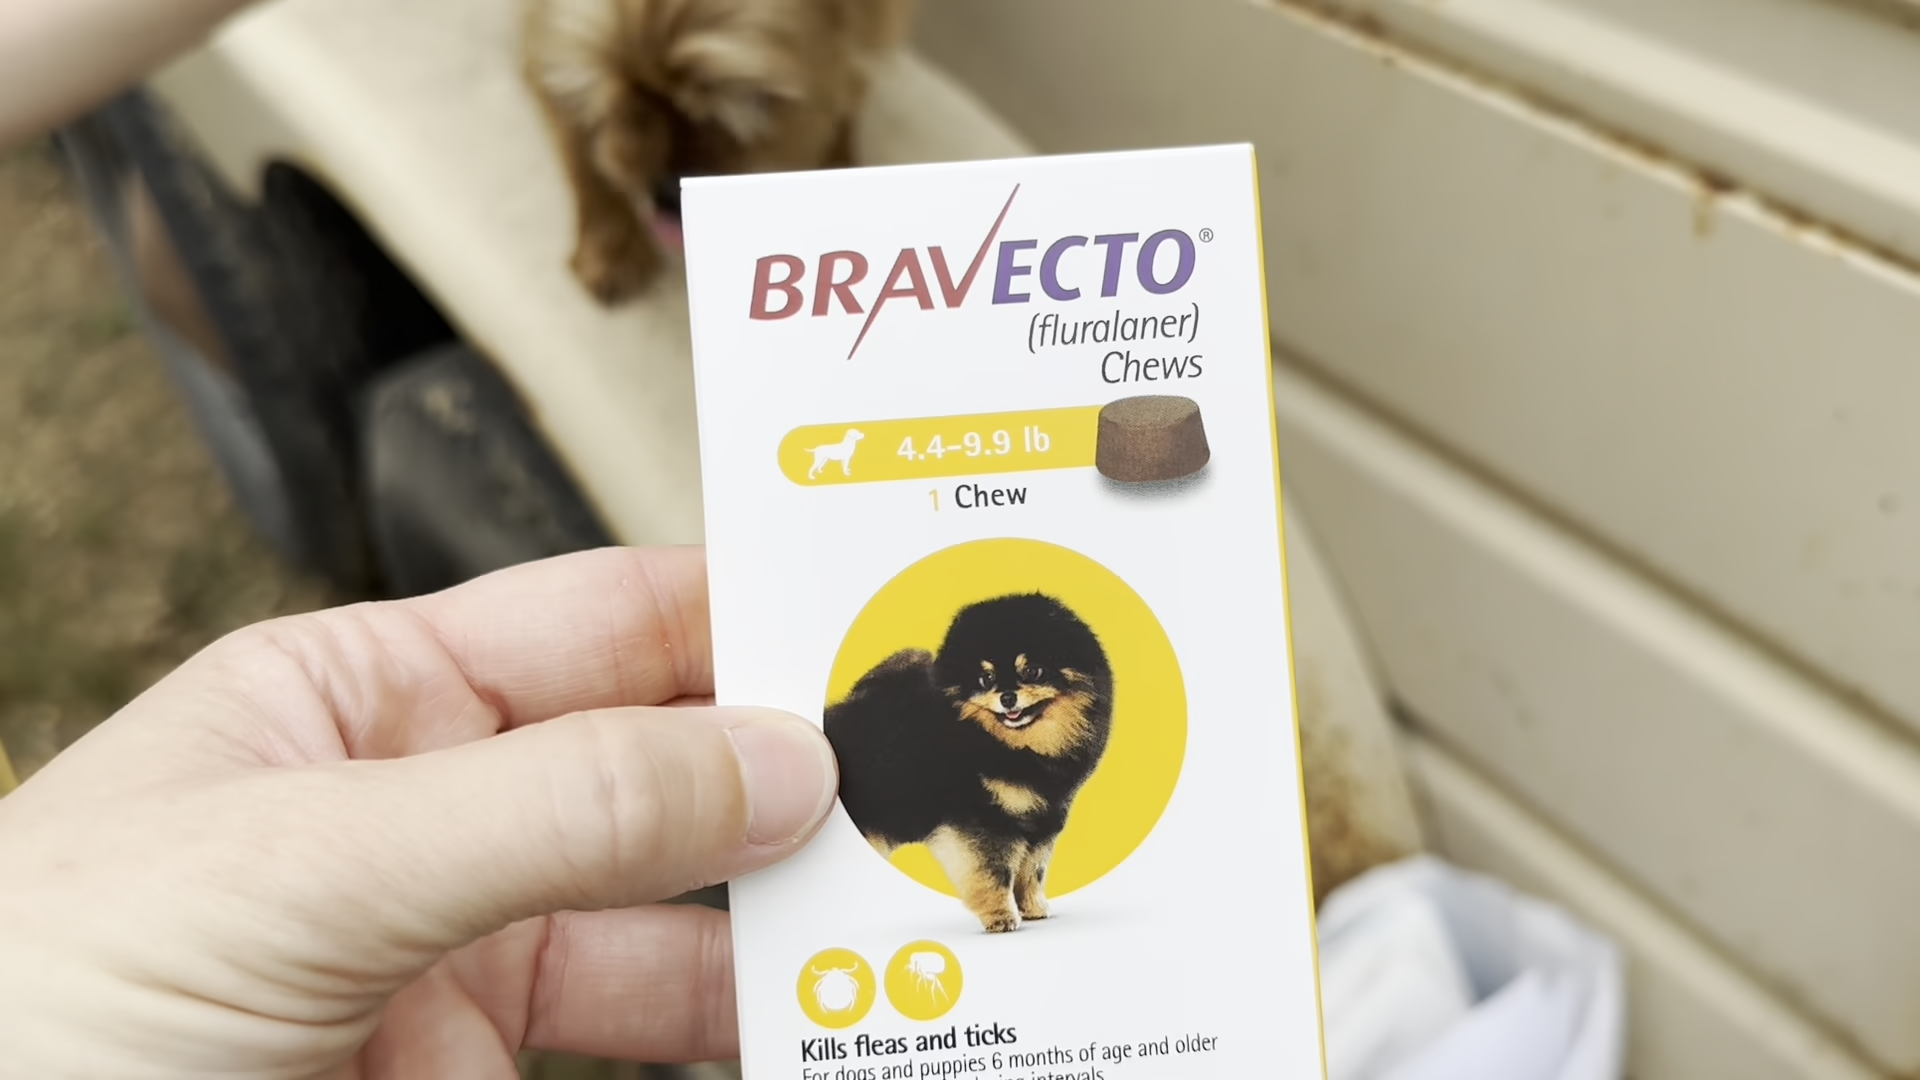 BRAVECTO®
(fluralaner)
Chews
4.4-9.9 lb
1 Chew
Kills fleas and ticks
For dogs and puppies 6 months of age and older
intervals